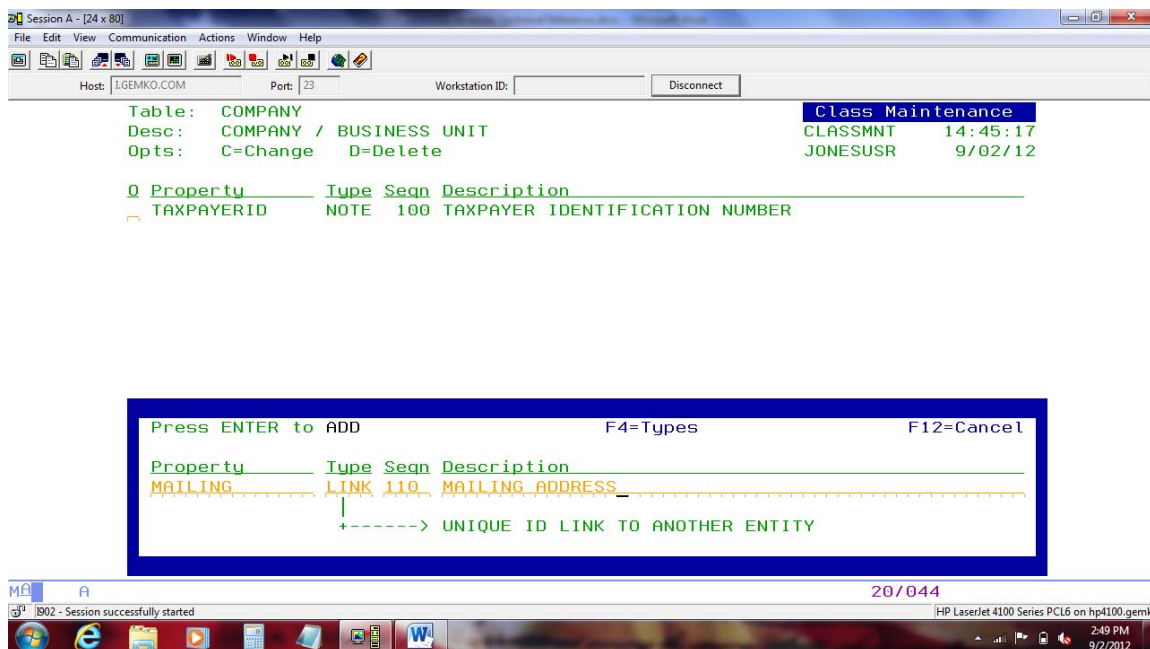 Session A - [24 x 80]
File Edit View Communication Actions Window Help
Host: I.GEMKO.COM Port: 23 Workstation ID: Disconnect
Table: COMPANY Class Maintenance
Desc: COMPANY / BUSINESS UNIT CLASSMNT 14:45:17
Opts: C=Change D=Delete JONESUSR 9/02/12
O Property Type Seqn Description
TAXPAYERID NOTE 100 TAXPAYER IDENTIFICATION NUMBER
Press ENTER to ADD F4=Types F12=Cancel
Property Type Seqn Description
MAILING LINK 110 MAILING ADDRESS
+------> UNIQUE ID LINK TO ANOTHER ENTITY
MA A 20/044
I902 - Session successfully started HP LaserJet 4100 Series PCL6 on hp4100.gemk
2:49 PM
9/2/2012